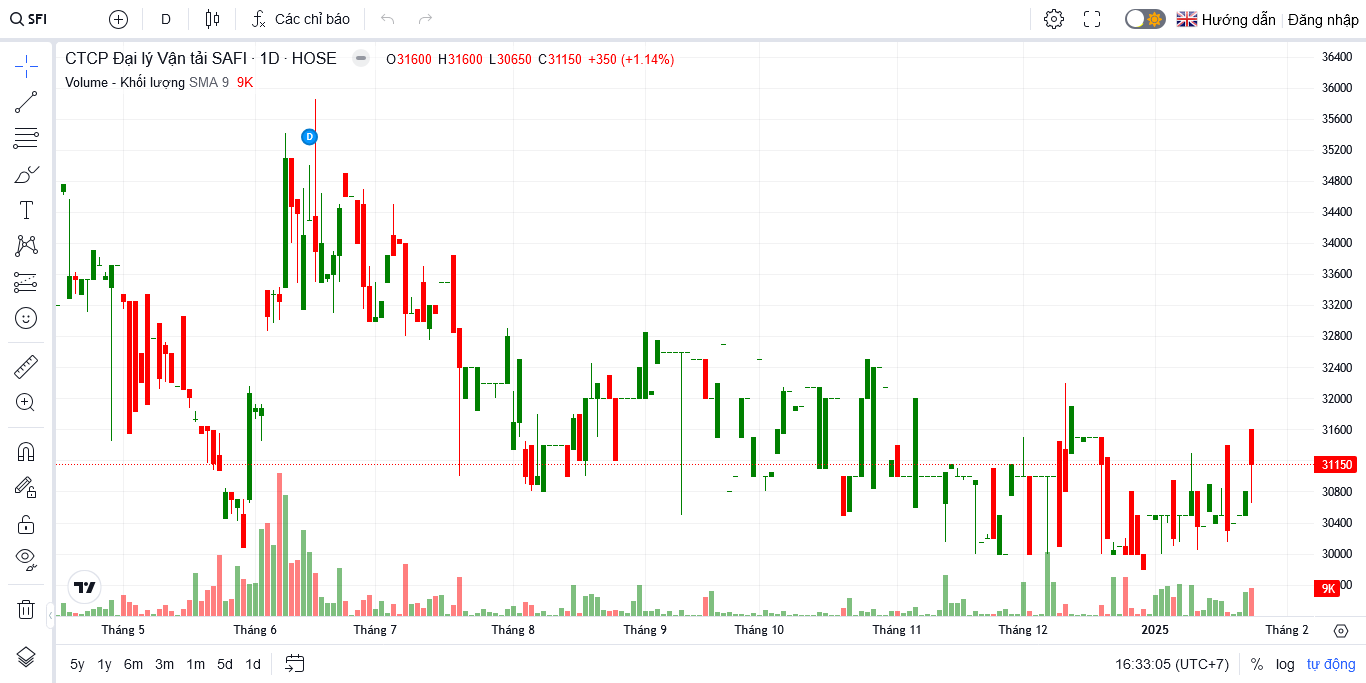 SFI D Các chỉ báo Hướng dẫn Đăng nhập
CTCP Đại lý Vận tải SAFI · 1D · HOSE O31600 H31600 L30650 C31150 +350 (+1.14%)
Volume - Khối lượng SMA 9 9K
D
36400
36000
35600
35200
34800
34400
34000
33600
33200
32800
32400
32000
31600
31150
30800
30400
30000
9K
Tháng 5 Tháng 6 Tháng 7 Tháng 8 Tháng 9 Tháng 10 Tháng 11 Tháng 12 2025 Tháng 2
5y 1y 6m 3m 1m 5d 1d 16:33:05 (UTC+7) % log tự động